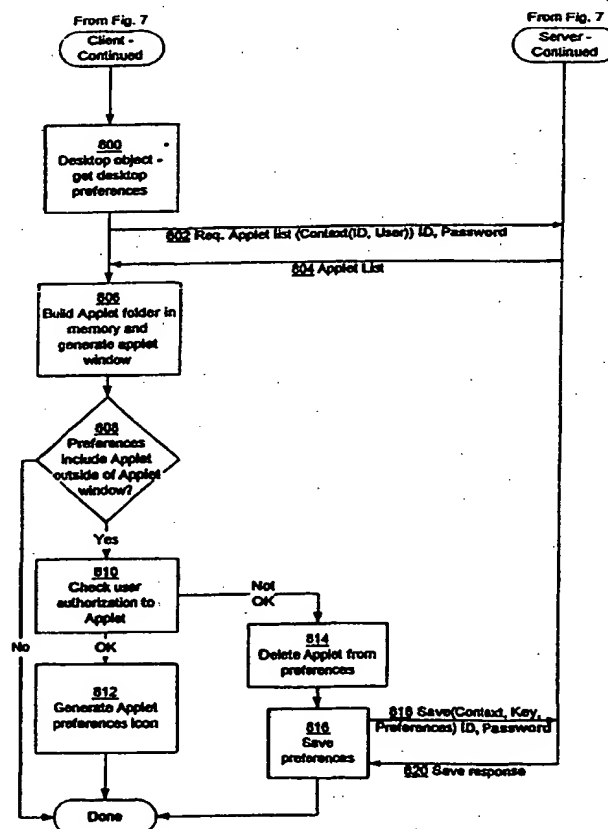 From Fig. 7
Client -
Continued
From Fig. 7
Server -
Continued
800
Desktop object -
get desktop
preferences
802 Req. Applet list (Context(ID, User)) ID, Password
804 Applet List
806
Build Applet folder in
memory and
generate applet
window
808
Preferences
include Applet
outside of Applet
window?
Yes
No
810
Check user
authorization to
Applet
Not
OK
OK
812
Generate Applet
preferences icon
814
Delete Applet from
preferences
816
Save
preferences
818 Save(Context, Key,
Preferences) ID, Password
820 Save response
Done